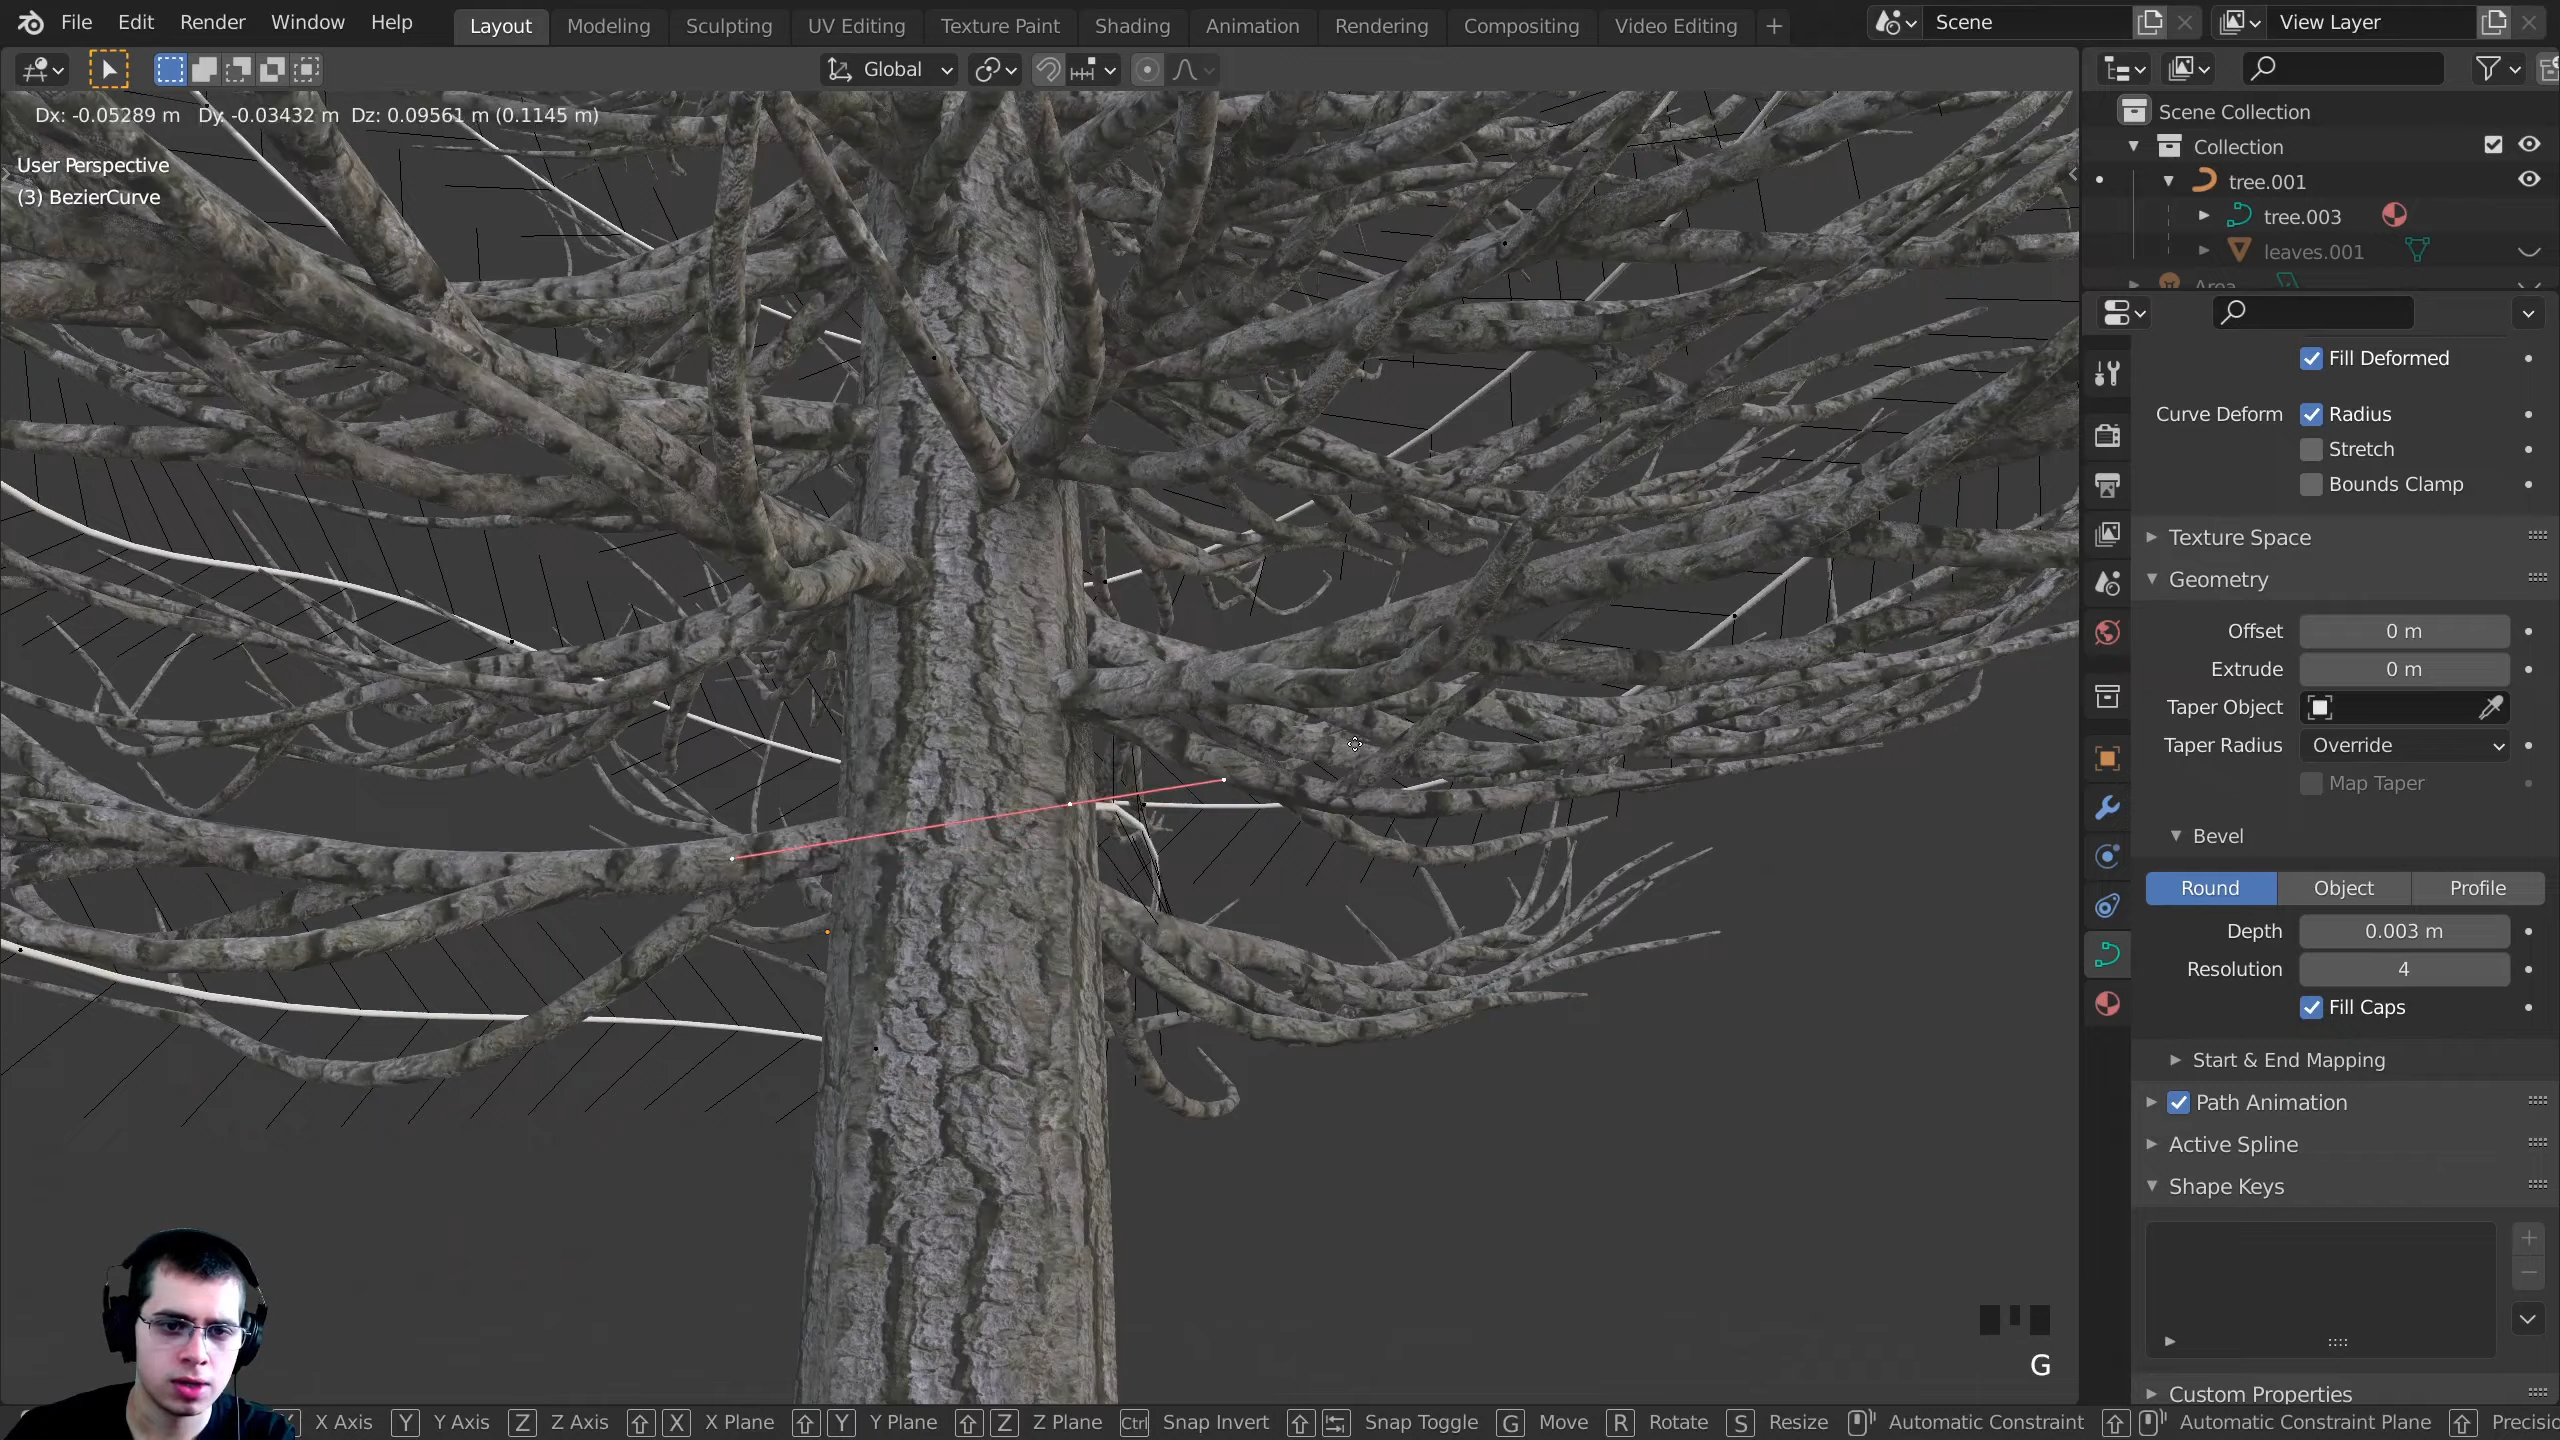 File Edit Render Window Help Layout Modeling Sculpting UV Editing Texture Paint Shading Animation Rendering Compositing Video Editing + Scene View Layer
Global
Dx: -0.05289 m Dy: -0.03432 m Dz: 0.09561 m (0.1145 m)
User Perspective
(3) BezierCurve
Scene Collection
Collection
tree.001
tree.003
leaves.001
Area
Fill Deformed
Curve Deform Radius
Stretch
Bounds Clamp
Texture Space
Geometry
Offset 0 m
Extrude 0 m
Taper Object
Taper Radius Override
Map Taper
Bevel
Round Object Profile
Depth 0.003 m
Resolution 4
Fill Caps
Start & End Mapping
Path Animation
Active Spline
Shape Keys
Custom Properties
G
X Axis Y Y Axis Z Z Axis X X Plane Y Y Plane Z Z Plane Ctrl Snap Invert Snap Toggle G Move R Rotate S Resize Automatic Constraint Automatic Constraint Plane Precisio